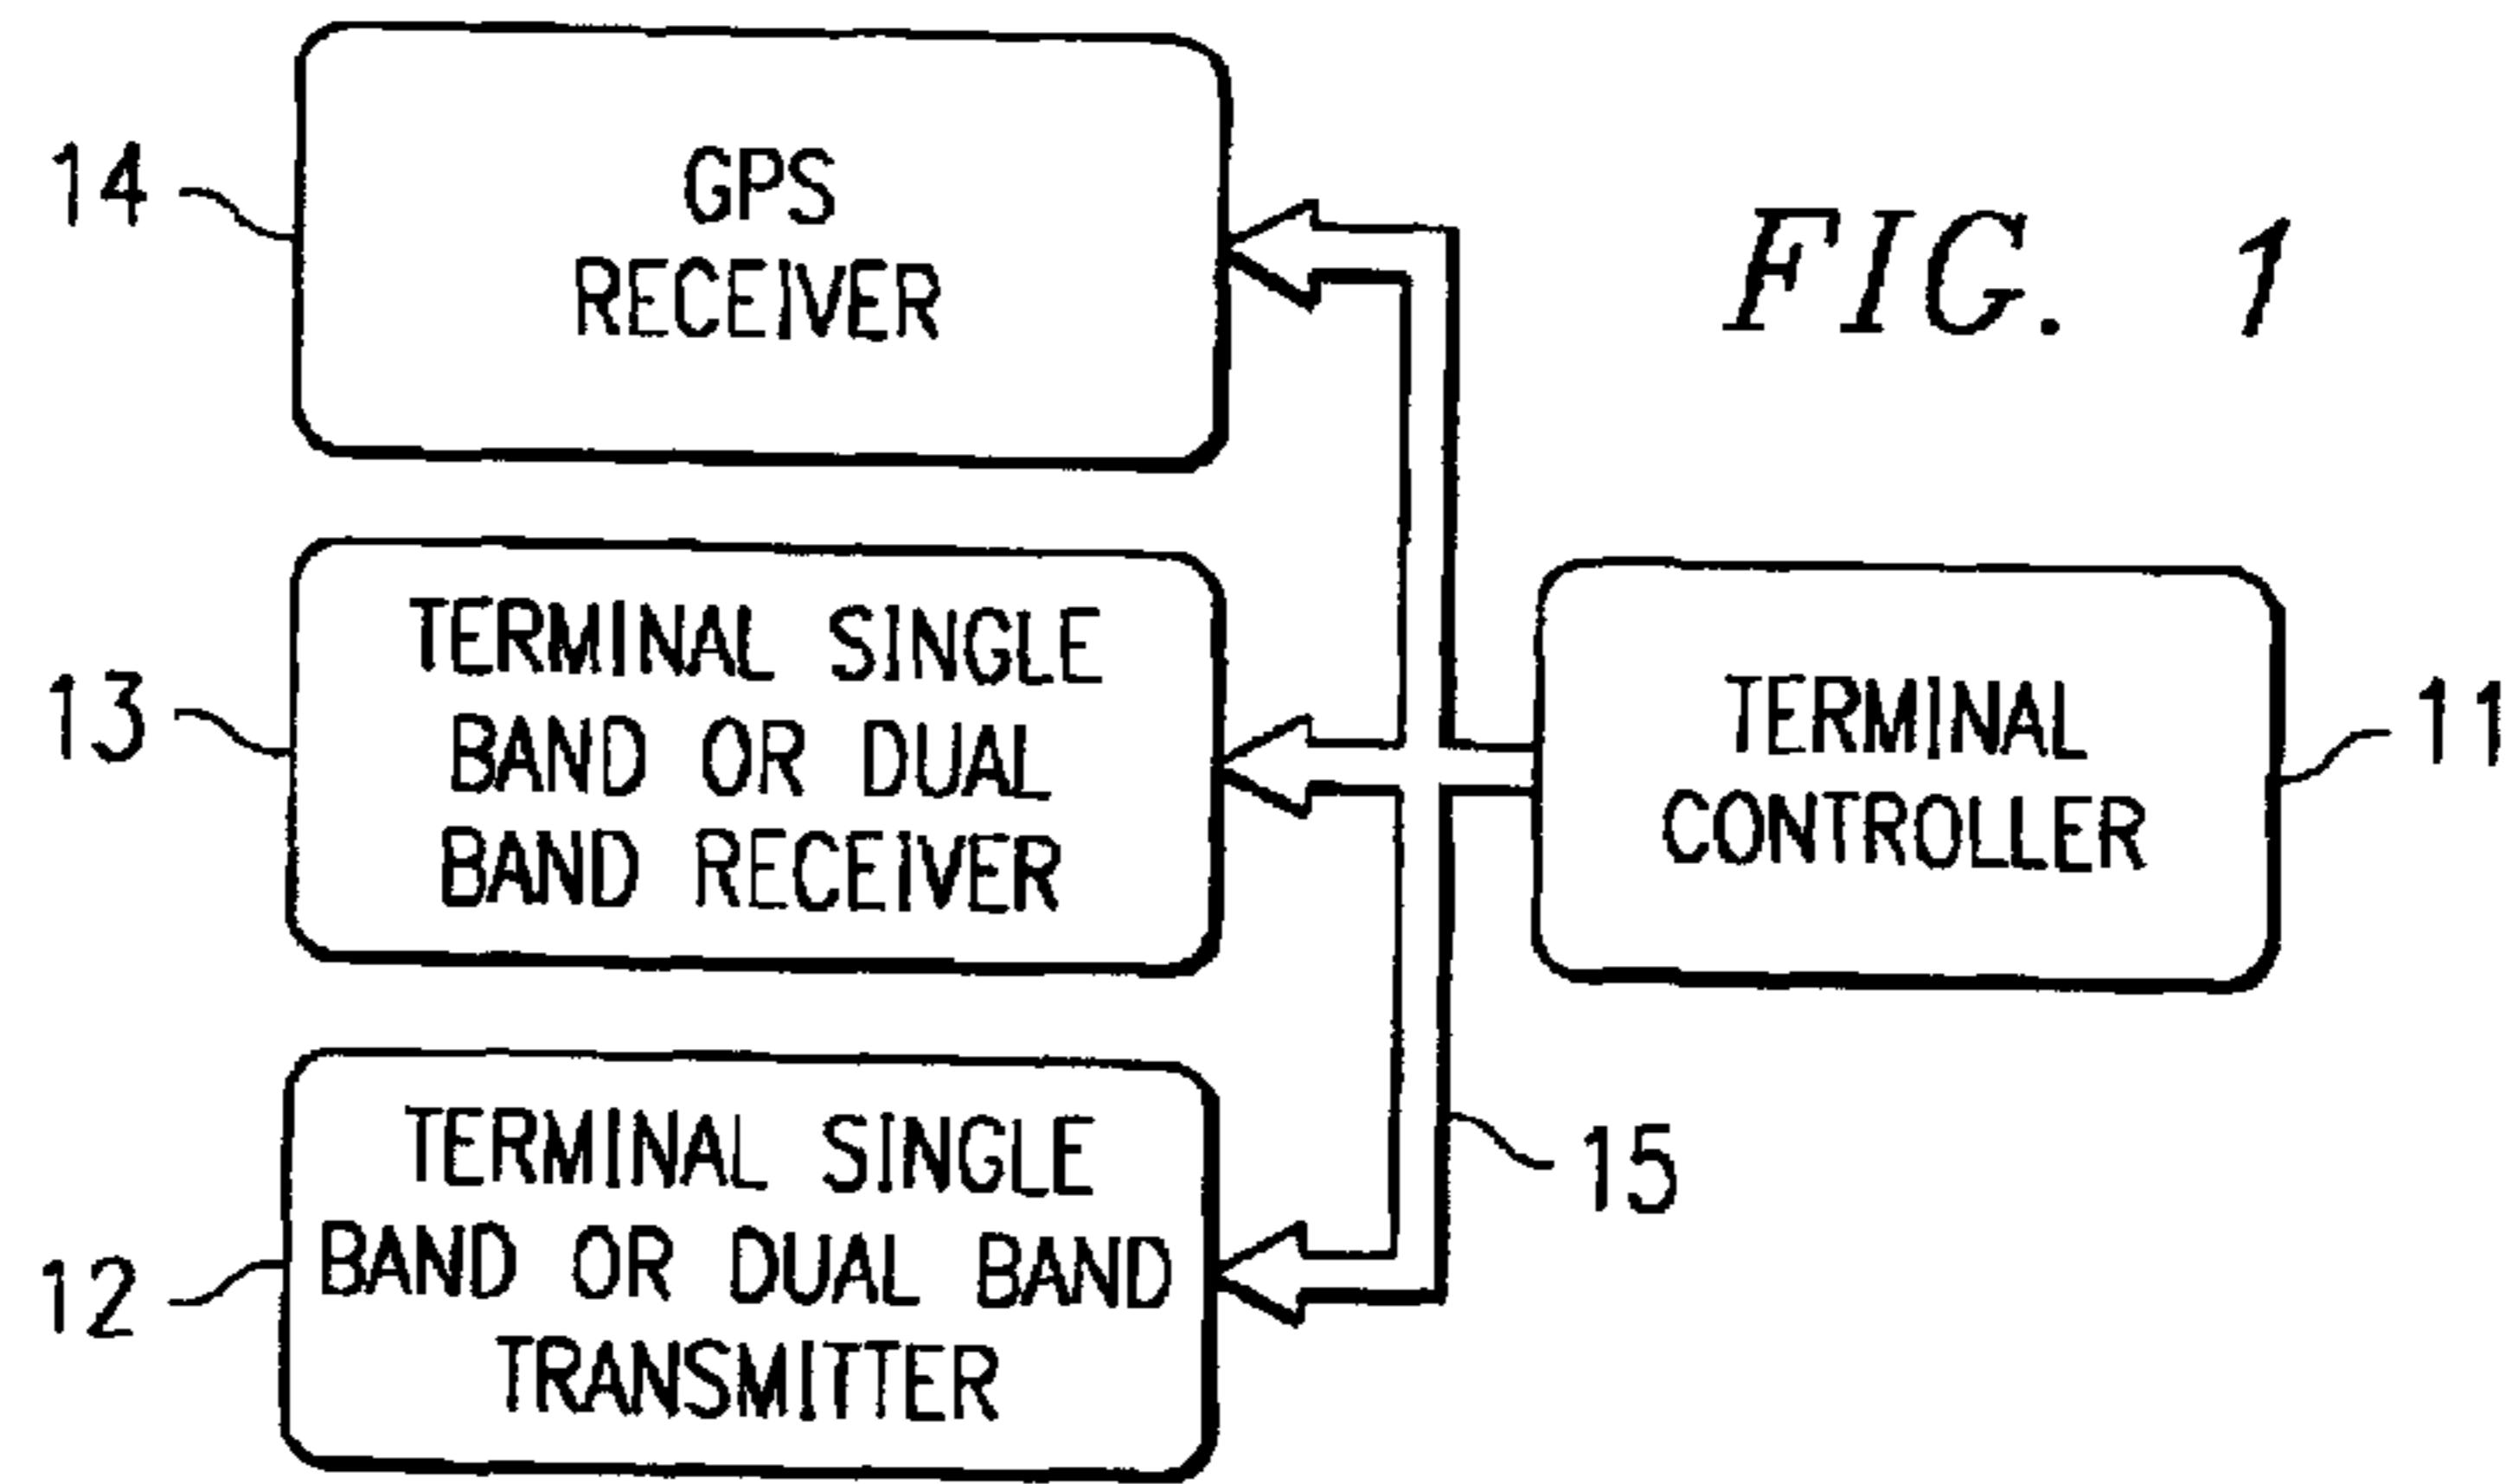 14
GPS
RECEIVER
FIG. 1
13
TERMINAL SINGLE
BAND OR DUAL
BAND RECEIVER
TERMINAL
CONTROLLER
11
12
TERMINAL SINGLE
BAND OR DUAL BAND
TRANSMITTER
15